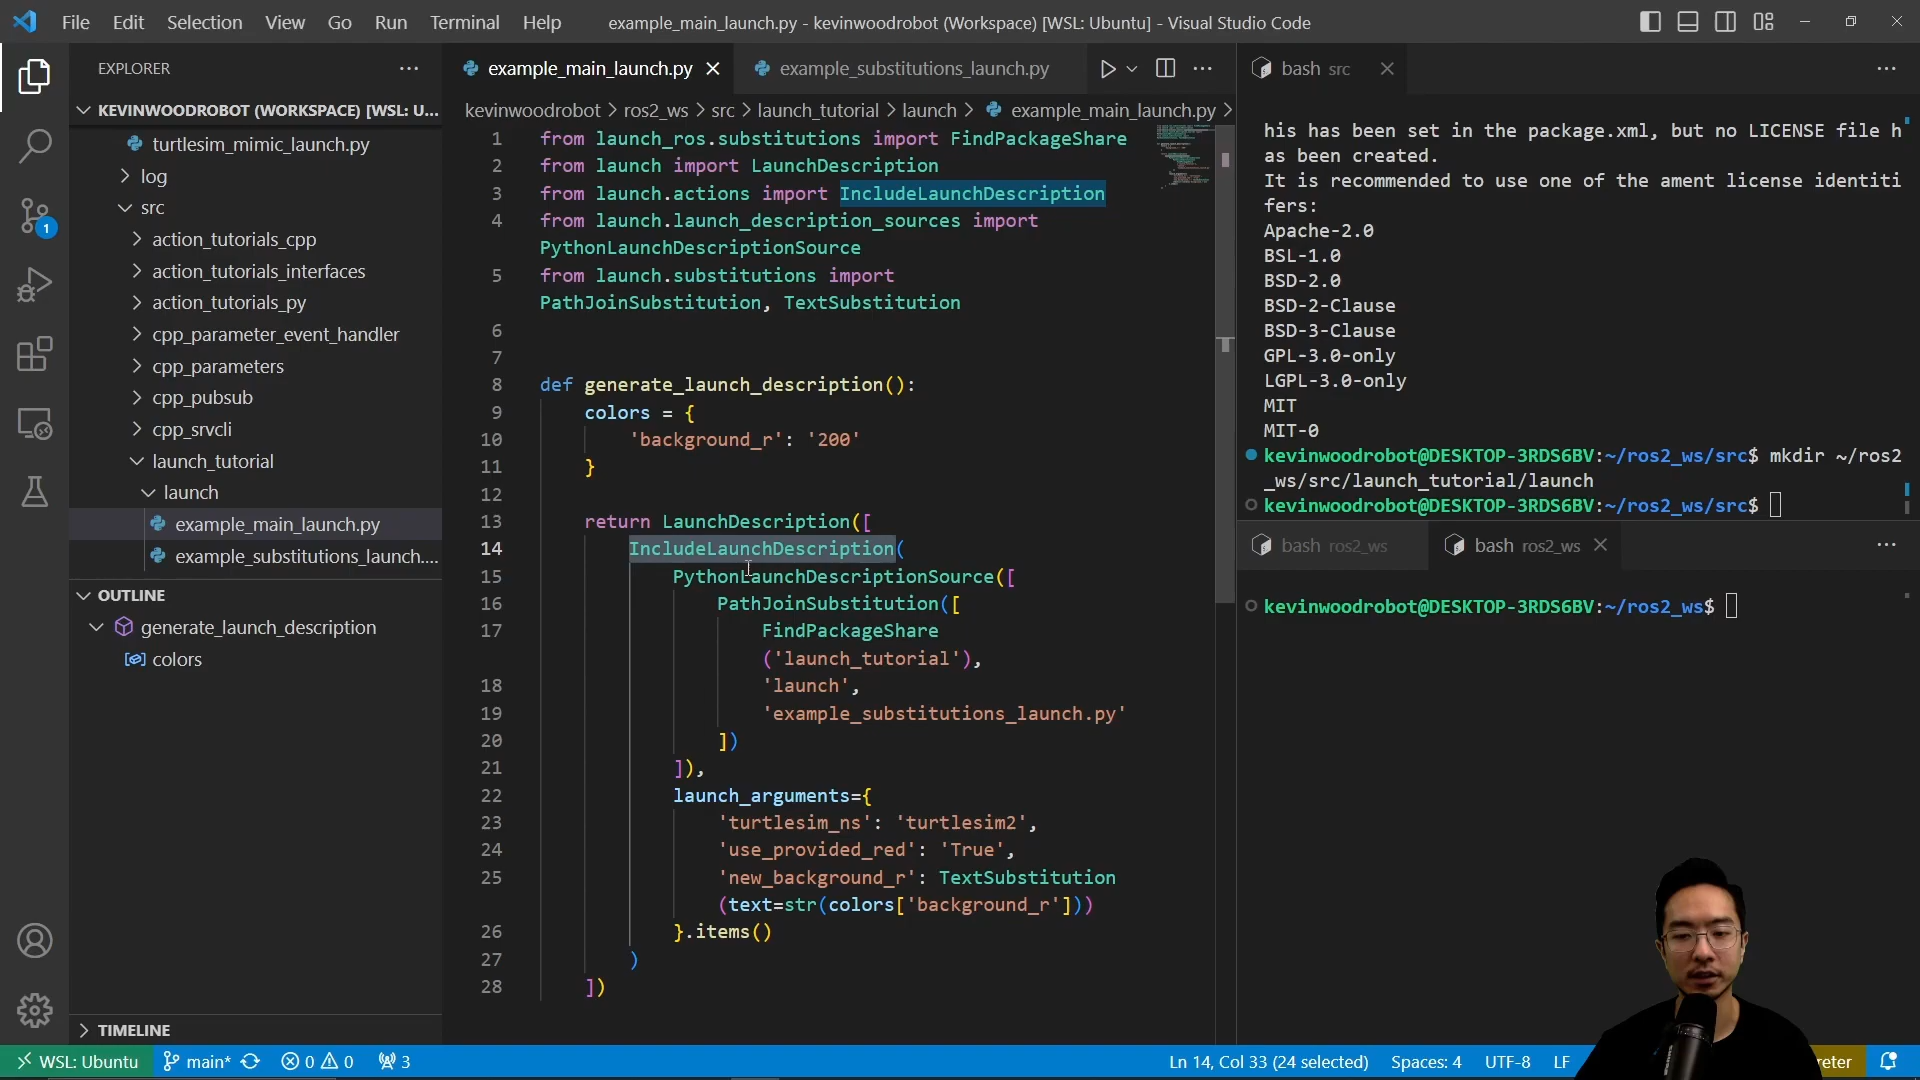 File Edit Selection View Go Run Terminal Help example_main_launch.py - kevinwoodrobot (Workspace) [WSL: Ubuntu] - Visual Studio Code
EXPLORER
KEVINWOODROBOT (WORKSPACE) [WSL: U...
turtlesim_mimic_launch.py
log
src
action_tutorials_cpp
action_tutorials_interfaces
action_tutorials_py
cpp_parameter_event_handler
cpp_parameters
cpp_pubsub
cpp_srvcli
launch_tutorial
launch
example_main_launch.py
example_substitutions_launch....
OUTLINE
generate_launch_description
colors
TIMELINE
1
example_main_launch.py example_substitutions_launch.py
kevinwoodrobot > ros2_ws > src > launch_tutorial > launch > example_main_launch.py >
1 from launch_ros.substitutions import FindPackageShare
2 from launch import LaunchDescription
3 from launch.actions import IncludeLaunchDescription
4 from launch.launch_description_sources import
PythonLaunchDescriptionSource
5 from launch.substitutions import
PathJoinSubstitution, TextSubstitution
6
7
8 def generate_launch_description():
9 colors = {
10 'background_r': '200'
11 }
12
13 return LaunchDescription([
14 IncludeLaunchDescription(
15 PythonLaunchDescriptionSource([
16 PathJoinSubstitution([
17 FindPackageShare
('launch_tutorial'),
18 'launch',
19 'example_substitutions_launch.py'
20 ])
21 ]),
22 launch_arguments={
23 'turtlesim_ns': 'turtlesim2',
24 'use_provided_red': 'True',
25 'new_background_r': TextSubstitution
(text=str(colors['background_r']))
26 }.items()
27 )
28 ])
bash src
his has been set in the package.xml, but no LICENSE file h
as been created.
It is recommended to use one of the ament license identiti
fers:
Apache-2.0
BSL-1.0
BSD-2.0
BSD-2-Clause
BSD-3-Clause
GPL-3.0-only
LGPL-3.0-only
MIT
MIT-0
kevinwoodrobot@DESKTOP-3RDS6BV:~/ros2_ws/src$ mkdir ~/ros2
_ws/src/launch_tutorial/launch
kevinwoodrobot@DESKTOP-3RDS6BV:~/ros2_ws/src$
bash ros2_ws bash ros2_ws
kevinwoodrobot@DESKTOP-3RDS6BV:~/ros2_ws$
WSL: Ubuntu main* 0 0 3 Ln 14, Col 33 (24 selected) Spaces: 4 UTF-8 LF reter